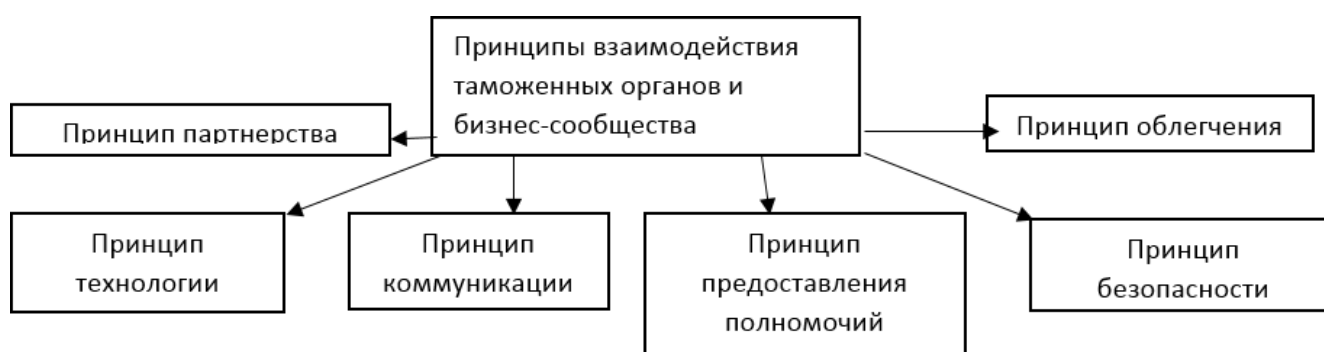 Принципы взаимодействия
таможенных органов и
бизнес-сообщества
Принцип партнерства
Принцип облегчения
Принцип
технологии
Принцип
коммуникации
Принцип
предоставления
полномочий
Принцип
безопасности